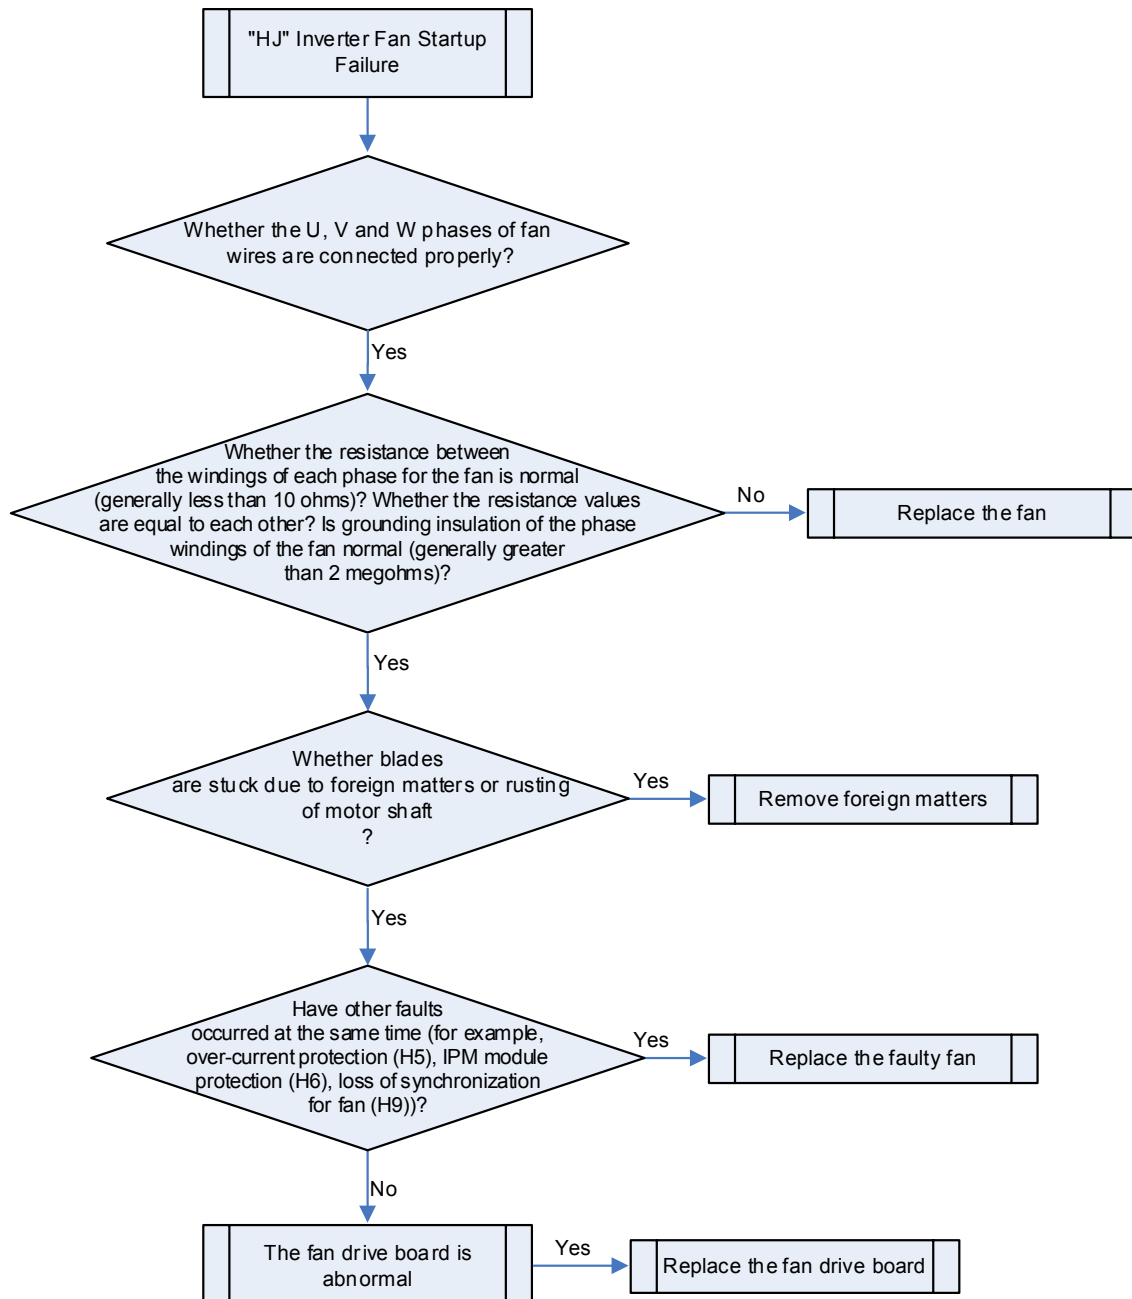 "HJ" Inverter Fan Startup
Failure
Whether the U, V and W phases of fan
wires are connected properly?
Yes
Whether the resistance between
the windings of each phase for the fan is normal
(generally less than 10 ohms)? Whether the resistance values
are equal to each other? Is grounding insulation of the phase
windings of the fan normal (generally greater
than 2 megohms)?
No
Replace the fan
Yes
Whether blades
are stuck due to foreign matters or rusting
of motor shaft
?
Yes
Remove foreign matters
Yes
Have other faults
occurred at the same time (for example,
over-current protection (H5), IPM module
protection (H6), loss of synchronization
for fan (H9))?
Yes
Replace the faulty fan
No
The fan drive board is
abnormal
Yes
Replace the fan drive board